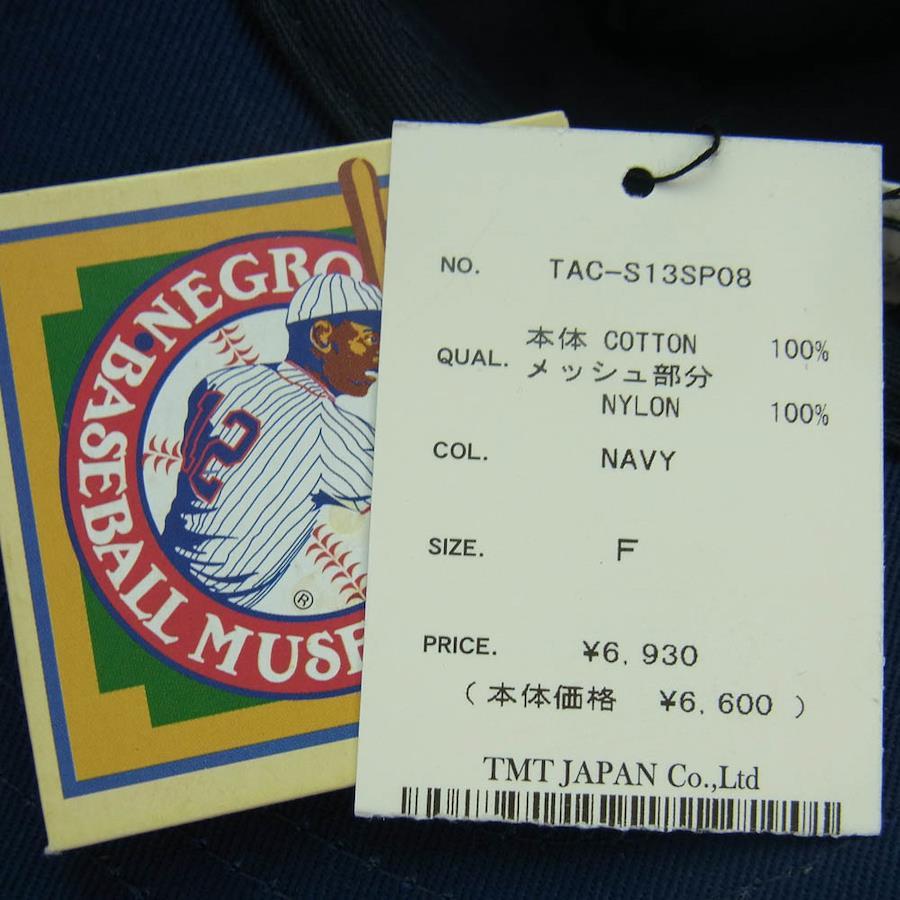 NEGRO
BASEBALL MUSE
12
®
NO. TAC-S13SP08
QUAL. 本体 COTTON 100%
メッシュ部分
NYLON 100%
COL. NAVY
SIZE. F
PRICE. ¥6,930
(本体価格 ¥6,600)
TMT JAPAN Co.,Ltd